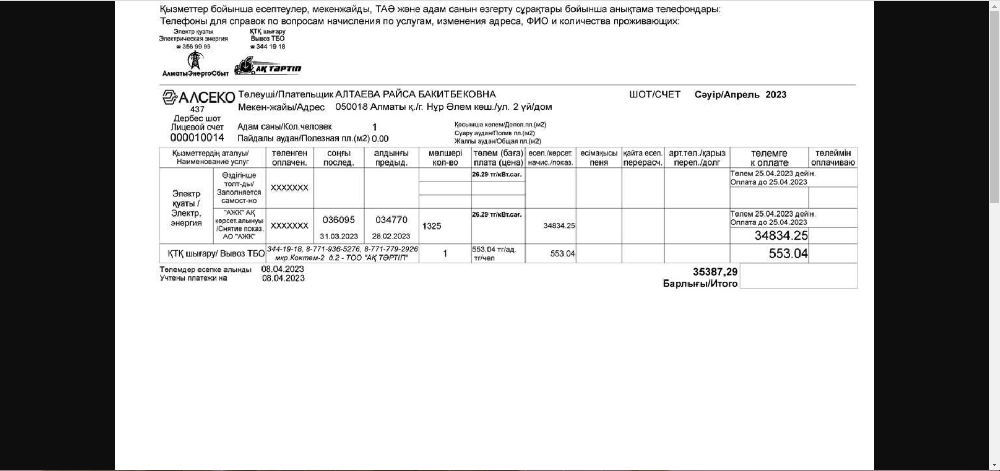 Қызметтер бойынша есептеулер, мекенжайды, ТАӘ және адам санын өзгерту сұрақтары бойынша анықтама телефондары:
Телефоны для справок по вопросам начисления по услугам, изменения адреса, ФИО и количества проживающих:
Электр қуаты ҚТҚ шығару
Электрическая энергия Вывоз ТБО
☎ 356 99 99 ☎ 344 19 18
АлматыЭнергоСбыт АҚ ТӘРТІП
АЛСЕКО Төлеуші/Плательщик АЛТАЕВА РАЙСА БАКИТБЕКОВНА ШОТ/СЧЕТ Сәуір/Апрель 2023
437 Мекен-жайы/Адрес 050018 Алматы қ./г. Нұр Әлем көш./ул. 2 үй/дом
Дербес шот
Лицевой счет Адам саны/Кол.человек 1 Қосымша көлем/Допол.пл.(м2)
Суару аудан/Полив пл.(м2)
000010014 Пайдалы аудан/Полезная пл.(м2) 0.00 Жалпы аудан/Общая пл.(м2)
Қызметтердің аталуы/ төленген соңғы алдынғы мөлшері төлем (баға) есеп./көрсет. өсімақысы қайта есеп. арт.төл./қарыз төлемге төлеймін
Наименование услуг оплачен. послед. предыд. кол-во плата (цена) начис./показ. пеня перерасч. переп./долг к оплате оплачиваю
Электр қуаты / Электр. энергия
Өздігінше толт-ды/ Заполняется самост-но XXXXXXX 26.29 тг/кВт.сағ. Төлем 25.04.2023 дейін.
Оплата до 25.04.2023
"АЖК" АҚ көрсет.алынуы /Снятие показ. АО "АЖК" XXXXXXX 036095 034770 1325 26.29 тг/кВт.сағ. 34834.25 Төлем 25.04.2023 дейін.
Оплата до 25.04.2023
31.03.2023 28.02.2023 34834.25
ҚТҚ шығару/ Вывоз ТБО 344-19-18, 8-771-936-5276, 8-771-779-2926 1 553.04 тг/ад. 553.04 553.04
мкр.Коктем-2 д.2 - ТОО "АҚ ТӘРТІП" тг/чел
Төлемдер есепке алынды 08.04.2023 35387,29
Учтены платежи на 08.04.2023 Барлығы/Итого